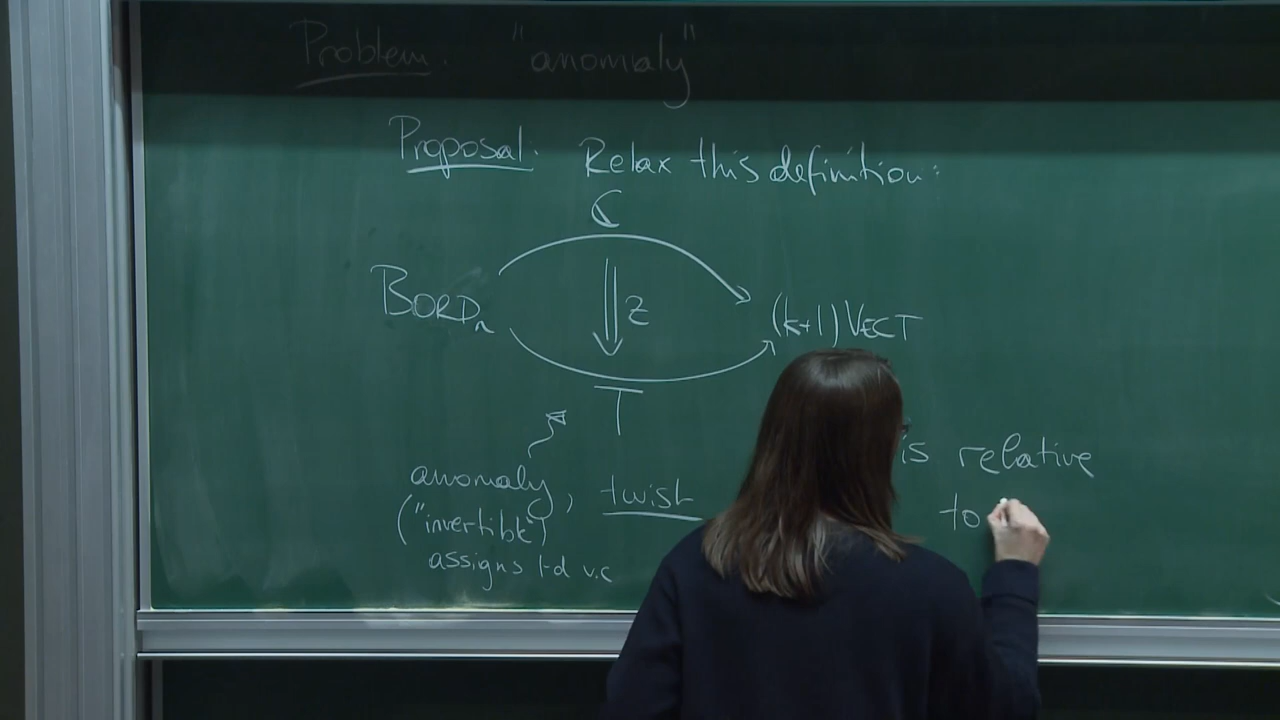 Problem. "anomaly"
Proposal. Relax this definition:
C
BORDn Z (k+1)VECT
T
anomaly, twist is relative
("invertible") to
assigns 1-d v.c